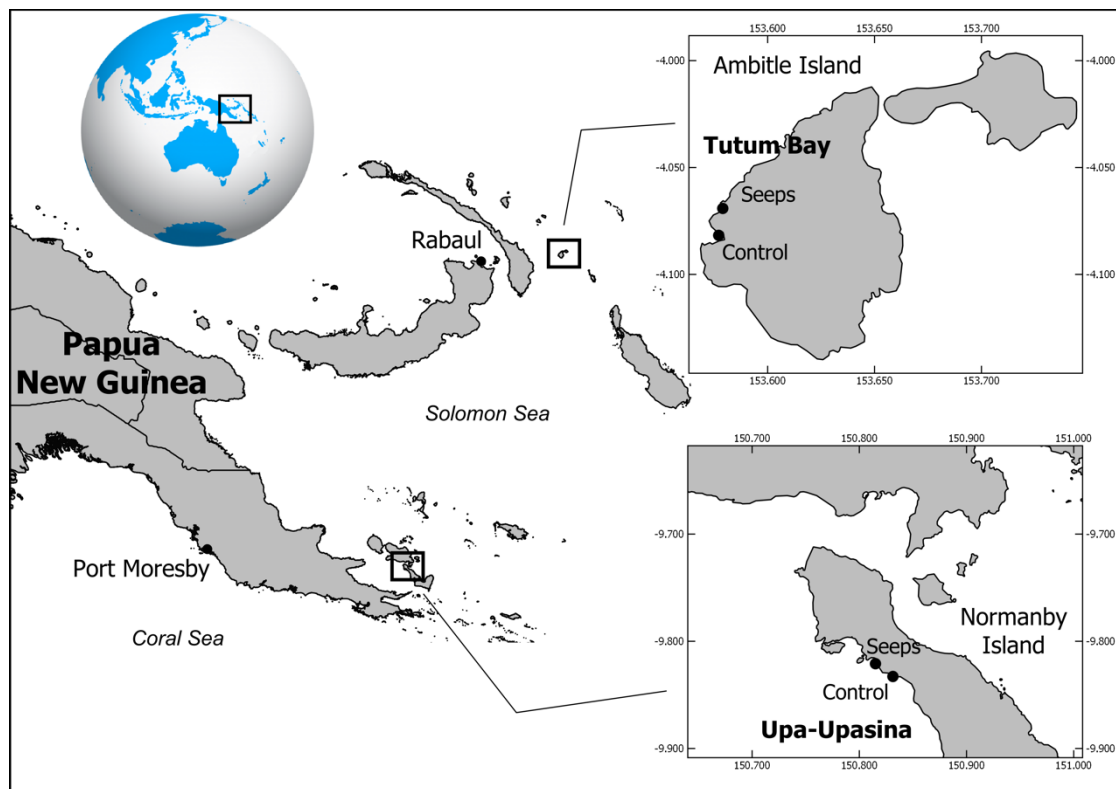 Papua
New Guinea
Rabaul
Solomon Sea
Port Moresby
Coral Sea
153.600 153.650 153.700
-4.000 -4.000
Ambitle Island
Tutum Bay
-4.050 -4.050
Seeps
Control
-4.100 -4.100
153.600 153.650 153.700
150.700 150.800 150.900 151.000
-9.700 -9.700
Normanby
Island
-9.800 -9.800
Seeps
Control
Upa-Upasina
-9.900 -9.900
150.700 150.800 150.900 151.000